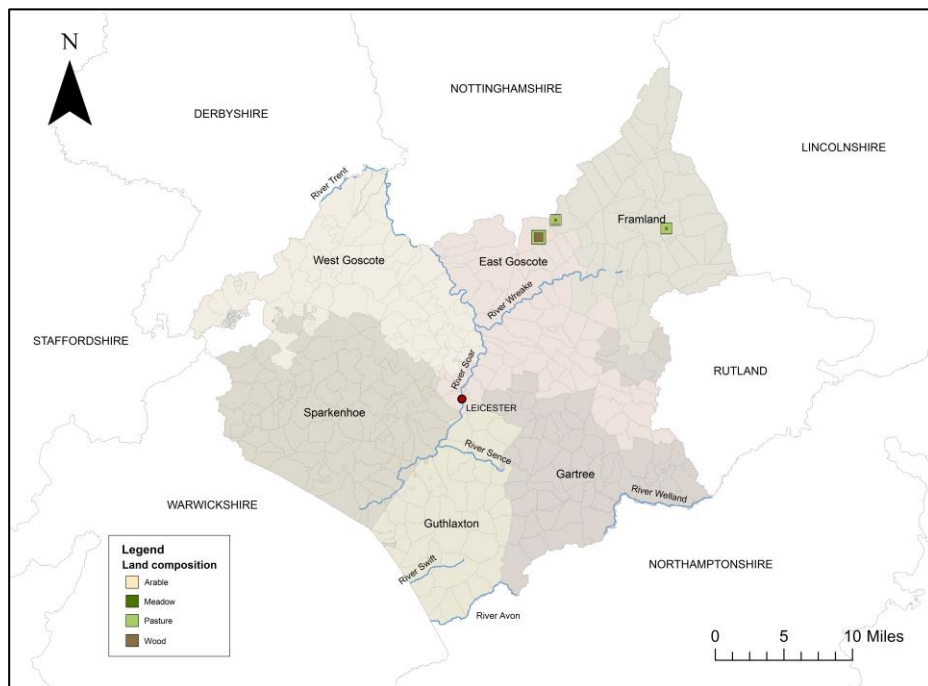 N
NOTTINGHAMSHIRE
DERBYSHIRE
LINCOLNSHIRE
River Trent
Framland
West Goscote
East Goscote
River Wreake
STAFFORDSHIRE
River Soar
RUTLAND
Sparkenhoe
LEICESTER
River Sence
Gartree
River Welland
WARWICKSHIRE
Guthlaxton
Legend
Land composition
Arable
Meadow
Pasture
Wood
River Swift
NORTHAMPTONSHIRE
River Avon
0 5 10 Miles